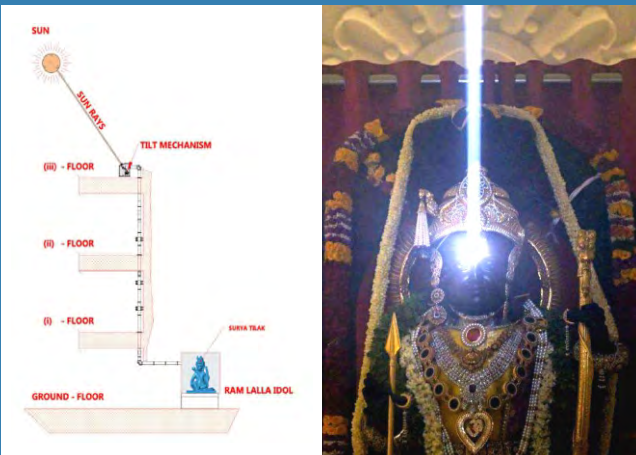 SUN
SUN RAYS
TILT MECHANISM
(iii) - FLOOR
(ii) - FLOOR
(i) - FLOOR
SURYA TILAK
RAM LALLA IDOL
GROUND - FLOOR